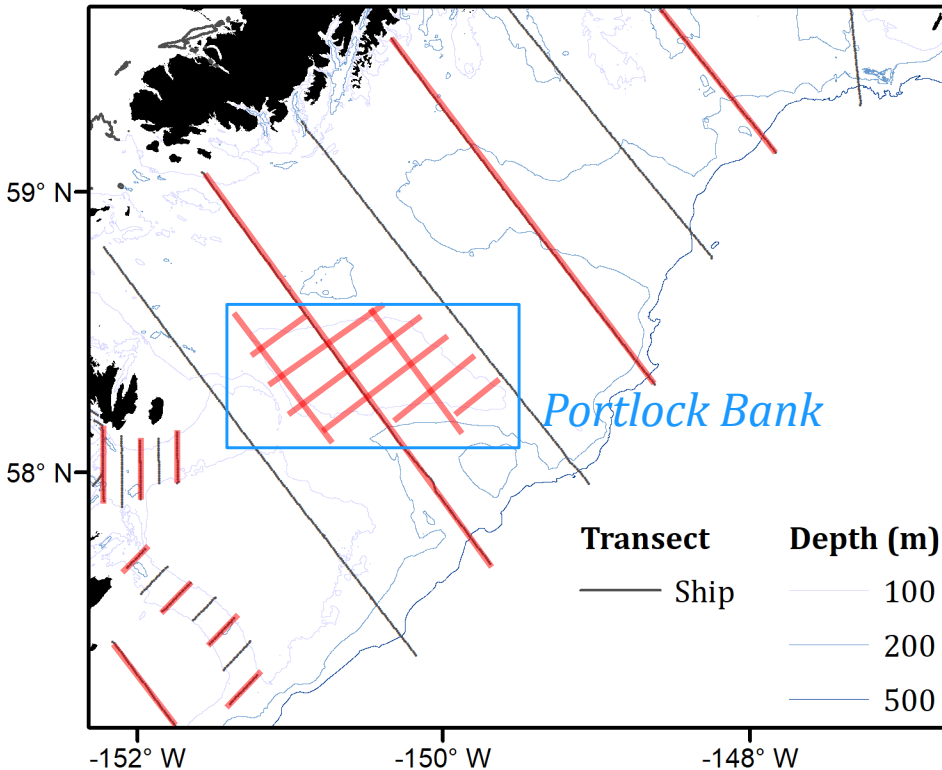 59° N
Portlock Bank
58° N
Transect
Ship
Depth (m)
100
200
500
-152° W
-150° W
-148° W